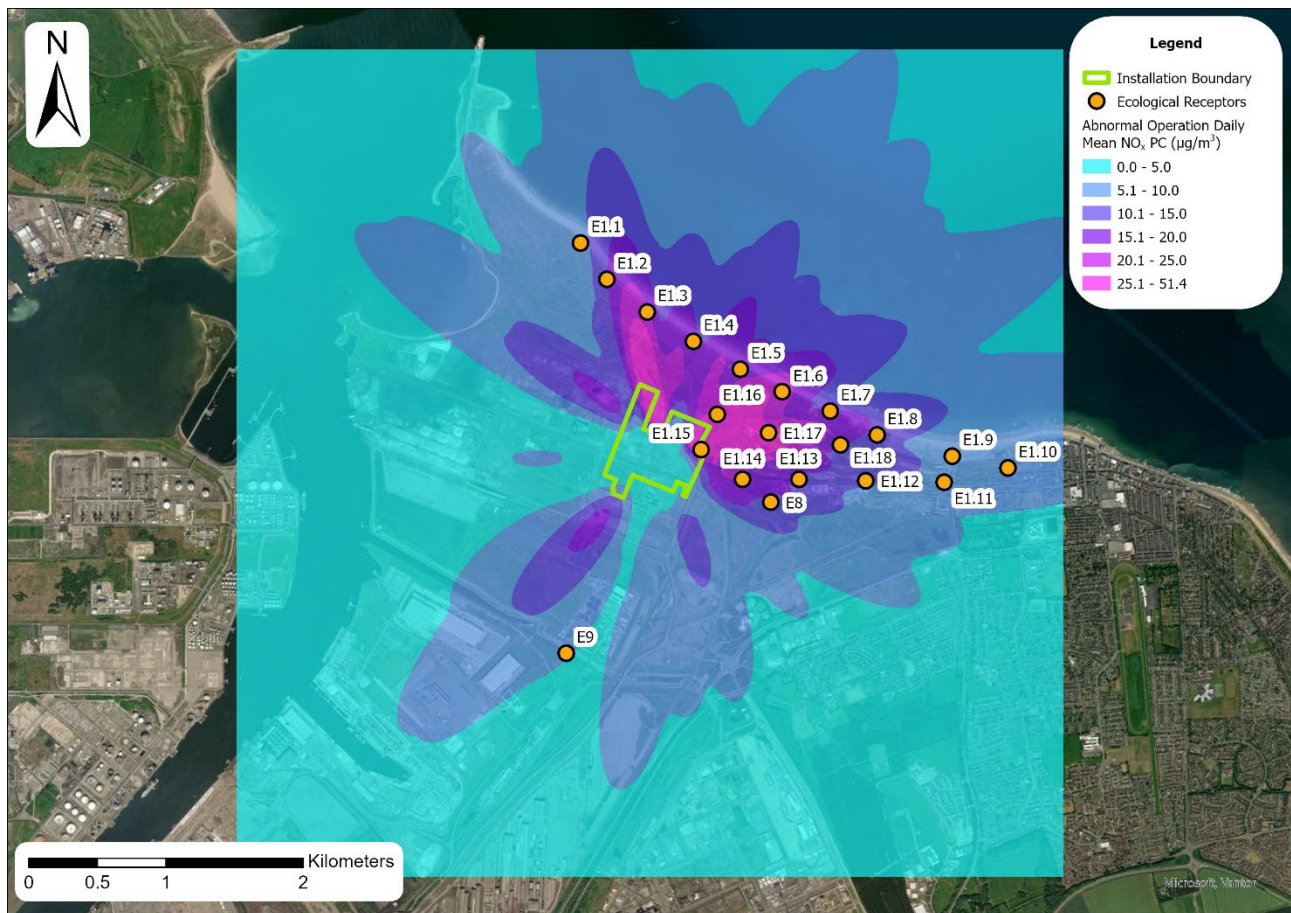 N
Legend
Installation Boundary
Ecological Receptors
Abnormal Operation Daily
Mean NOₓ PC (µg/m³)
0.0 - 5.0
5.1 - 10.0
10.1 - 15.0
15.1 - 20.0
20.1 - 25.0
25.1 - 51.4
E1.1
E1.2
E1.3
E1.4
E1.5
E1.6
E1.16
E1.7
E1.8
E1.15
E1.17
E1.9
E1.18
E1.10
E1.14
E1.13
E1.12
E1.11
E8
E9
Kilometers
0 0.5 1 2
Microsoft, Vantor